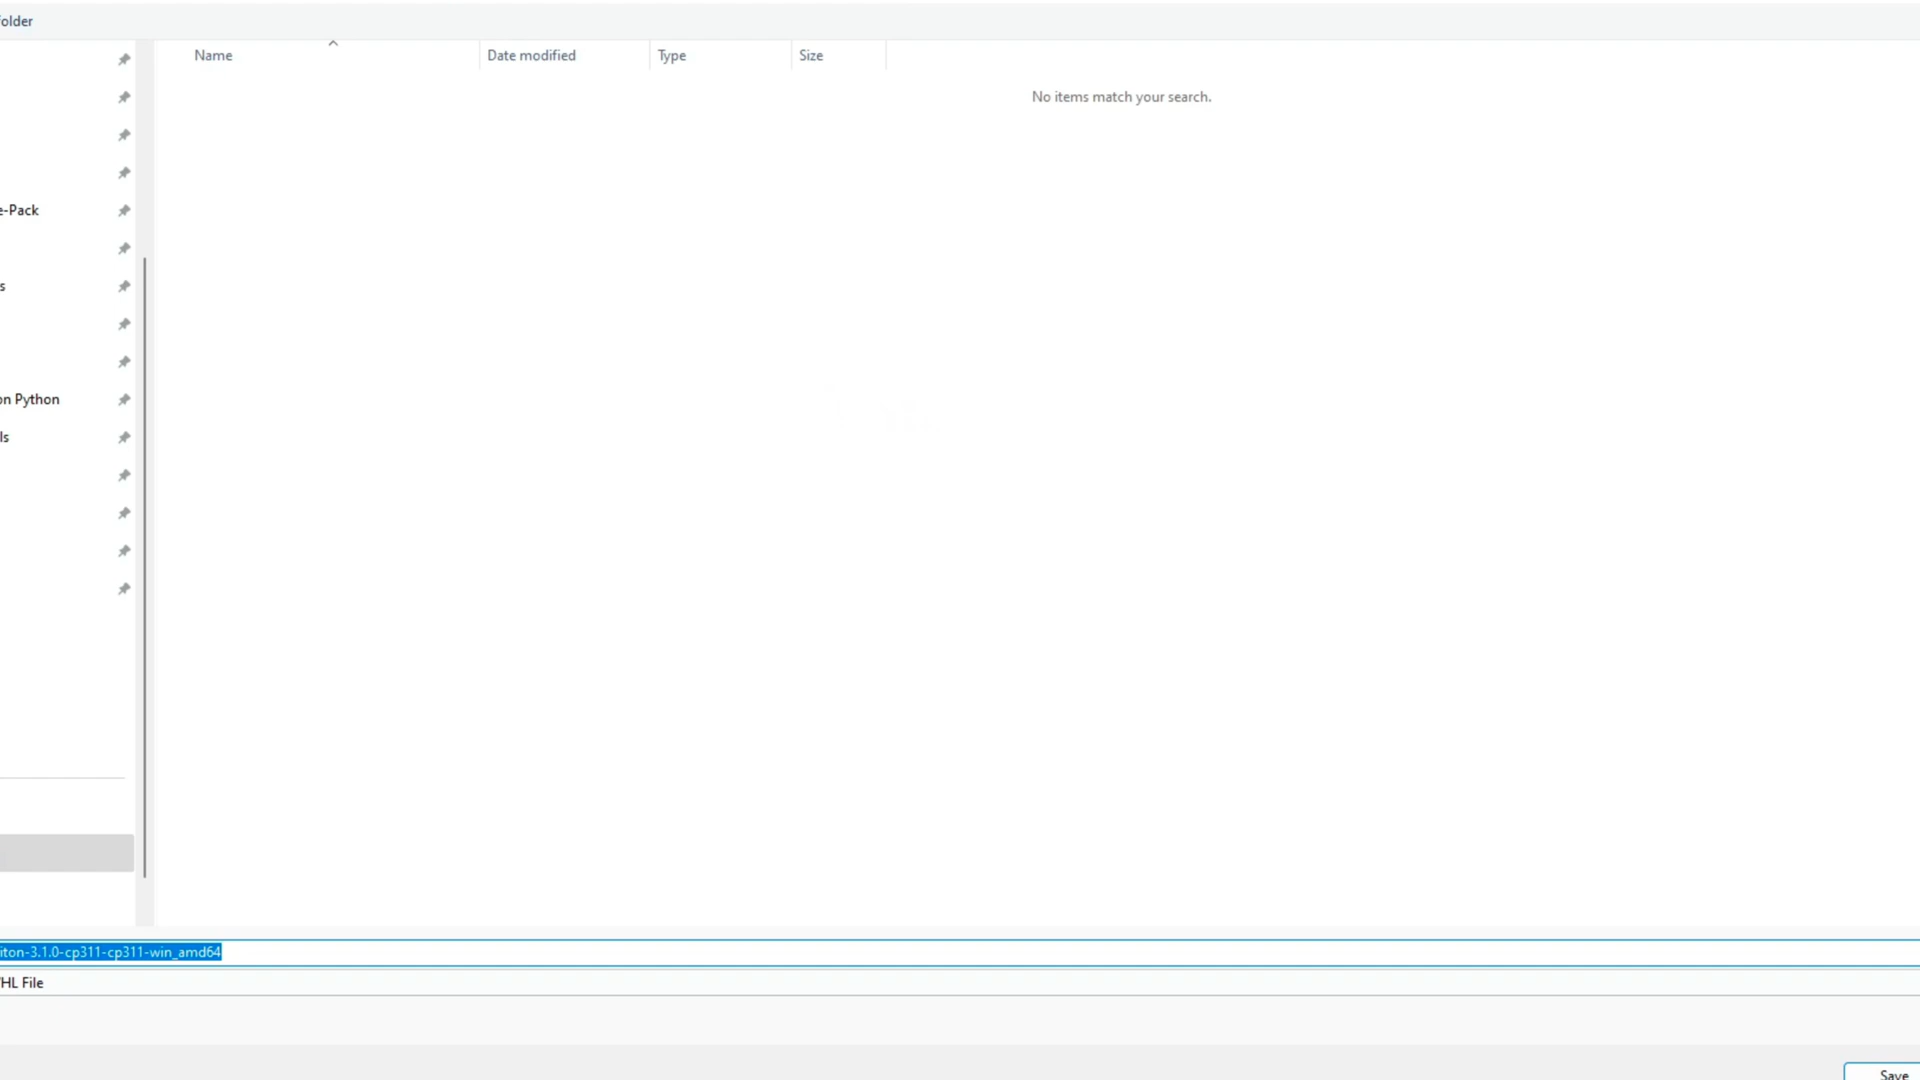 older
Name Date modified Type Size
No items match your search.
e-Pack
s
on Python
ls
iton-3.1.0-cp311-cp311-win_amd64
HL File
Save